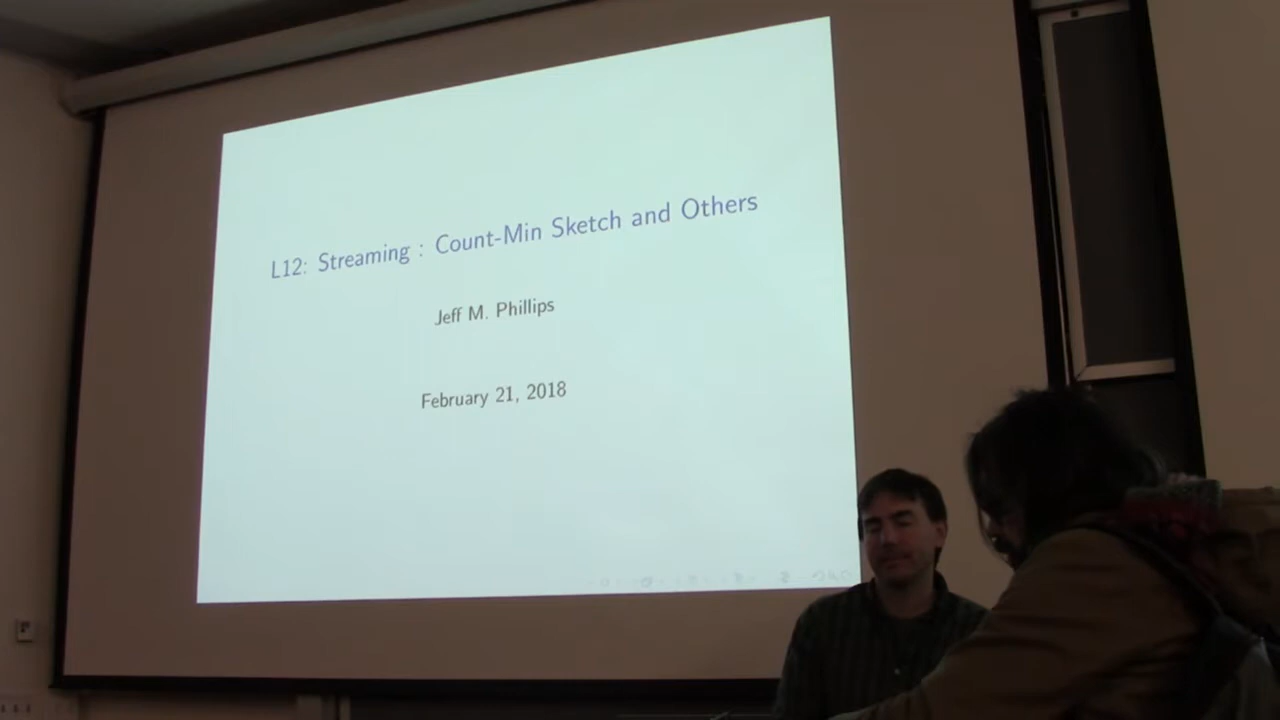 L12: Streaming : Count-Min Sketch and Others
Jeff M. Phillips
February 21, 2018